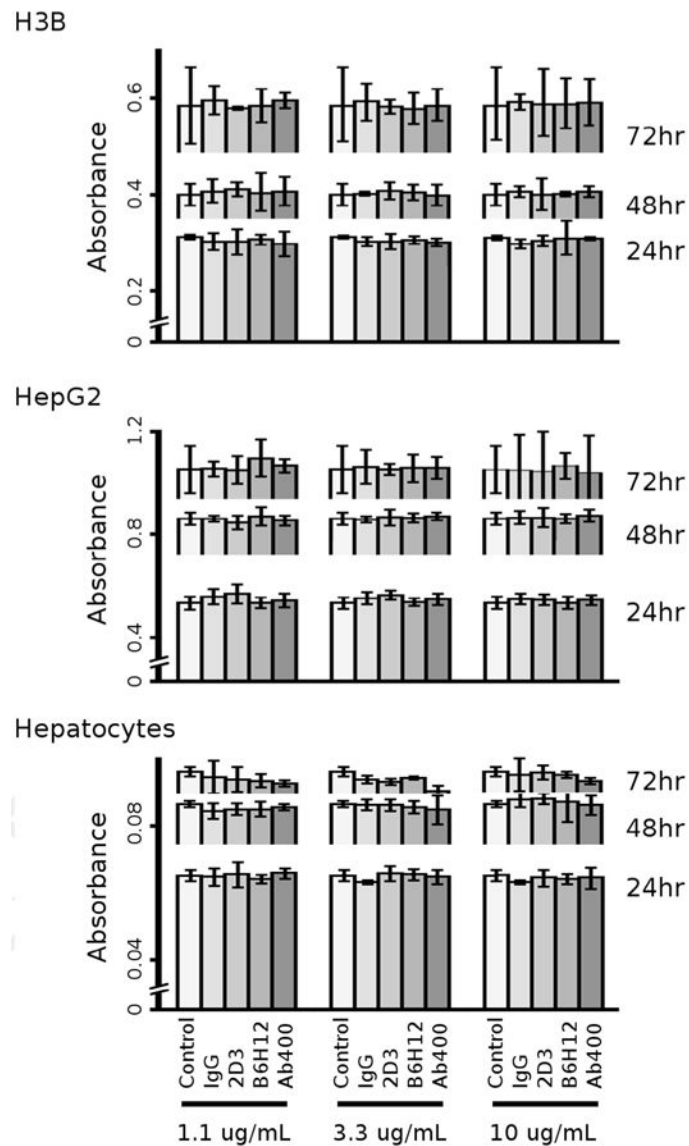 H3B
Absorbance
0.6
0.4
0.2
0
72hr
48hr
24hr
HepG2
Absorbance
1.2
0.8
0.4
0
72hr
48hr
24hr
Hepatocytes
Absorbance
0.08
0.04
0
72hr
48hr
24hr
Control IgG 2D3 B6H12 Ab400 Control IgG 2D3 B6H12 Ab400 Control IgG 2D3 B6H12 Ab400
1.1 ug/mL 3.3 ug/mL 10 ug/mL